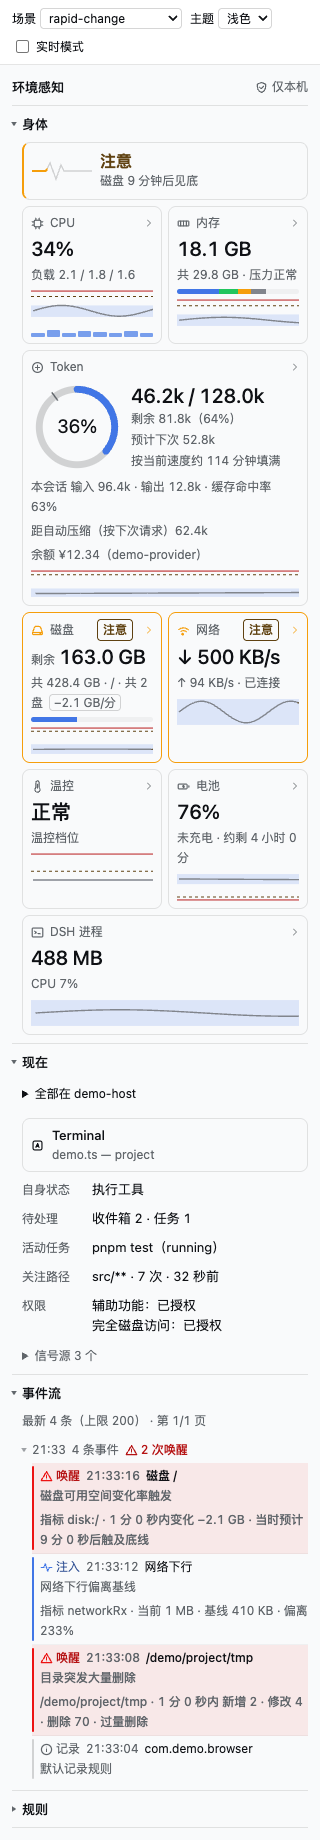 场景 rapid-change 主题 浅色
实时模式
环境感知 仅本机
身体
注意
磁盘 9 分钟后见底
CPU
34%
负载 2.1 / 1.8 / 1.6
内存
18.1 GB
共 29.8 GB · 压力正常
Token
36%
46.2k / 128.0k
剩余 81.8k（64%）
预计下次 52.8k
按当前速度约 114 分钟填满
本会话 输入 96.4k · 输出 12.8k · 缓存命中率
63%
距自动压缩（按下次请求）62.4k
余额 ¥12.34（demo-provider）
磁盘 注意
剩余 163.0 GB
共 428.4 GB · / · 共 2
盘 −2.1 GB/分
网络 注意
↓ 500 KB/s
↑ 94 KB/s · 已连接
温控
正常
温控档位
电池
76%
未充电 · 约剩 4 小时 0
分
DSH 进程
488 MB
CPU 7%
现在
全部在 demo-host
Terminal
demo.ts — project
自身状态 执行工具
待处理 收件箱 2 · 任务 1
活动任务 pnpm test（running）
关注路径 src/** · 7 次 · 32 秒前
权限 辅助功能：已授权
完全磁盘访问：已授权
信号源 3 个
事件流
最新 4 条（上限 200） · 第 1/1 页
21:33 4 条事件 2 次唤醒
唤醒 21:33:16 磁盘 /
磁盘可用空间变化率触发
指标 disk:/ · 1 分 0 秒内变化 −2.1 GB · 当时预计
9 分 0 秒后触及底线
注入 21:33:12 网络下行
网络下行偏离基线
指标 networkRx · 当前 1 MB · 基线 410 KB · 偏离
233%
唤醒 21:33:08 /demo/project/tmp
目录突发大量删除
/demo/project/tmp · 1 分 0 秒内 新增 2 · 修改 4
· 删除 70 · 过量删除
记录 21:33:04 com.demo.browser
默认记录规则
规则